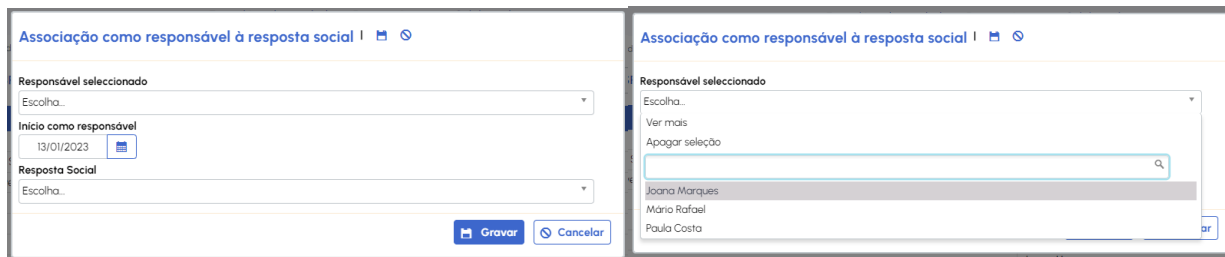 Associação como responsável à resposta social |
Responsável seleccionado
Escolha...
Início como responsável
13/01/2023
Resposta Social
Escolha...
Gravar
Cancelar
Associação como responsável à resposta social |
Responsável seleccionado
Escolha...
Ver mais
Apagar seleção
Joana Marques
Mário Rafael
Paula Costa
ar